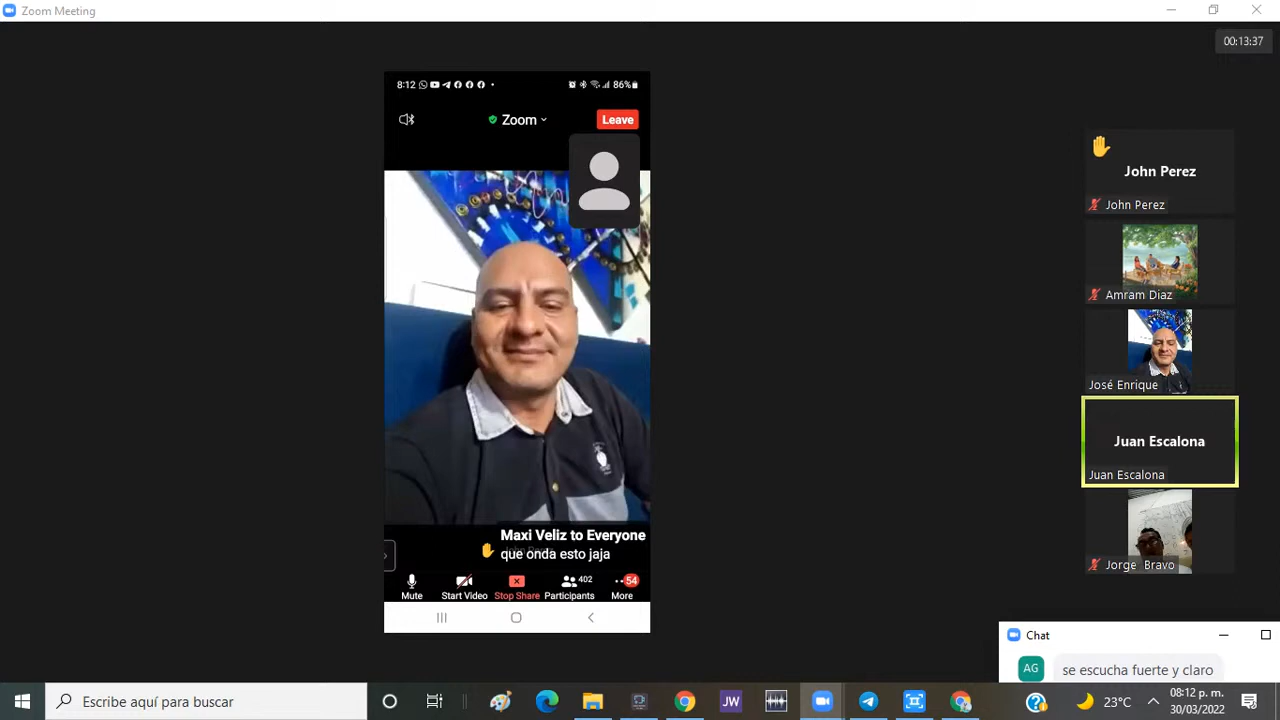 Zoom Meeting
00:13:37
8:12
86%
Zoom
Leave
Maxi Veliz to Everyone
que onda esto jaja
Mute
Start Video
Stop Share
Participants
402
More
54
John Perez
John Perez
Amram Diaz
José Enrique
Juan Escalona
Juan Escalona
Jorge Bravo
Chat
AG
se escucha fuerte y claro
Escribe aquí para buscar
JW
23°C
08:12 p. m.
30/03/2022